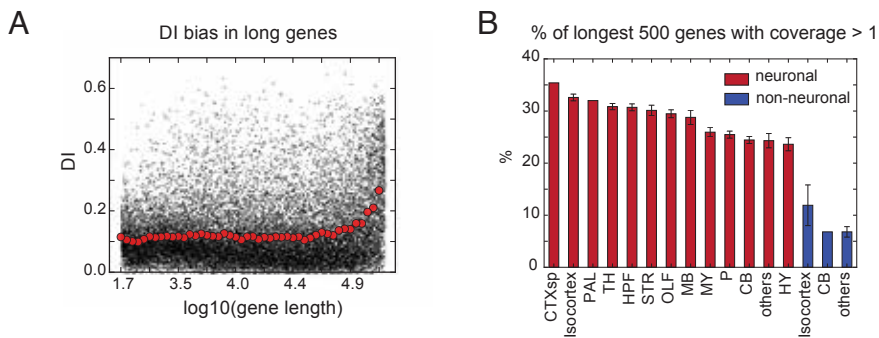 A
DI bias in long genes
DI
0.6
0.4
0.2
0.0
1.7 3.5 4.0 4.4 4.9
log10(gene length)
B
% of longest 500 genes with coverage > 1
%
40
30
20
10
0
neuronal
non-neuronal
CTXsp
Isocortex
PAL
TH
HPF
STR
OLF
MB
MY
P
CB
others
HY
Isocortex
CB
others